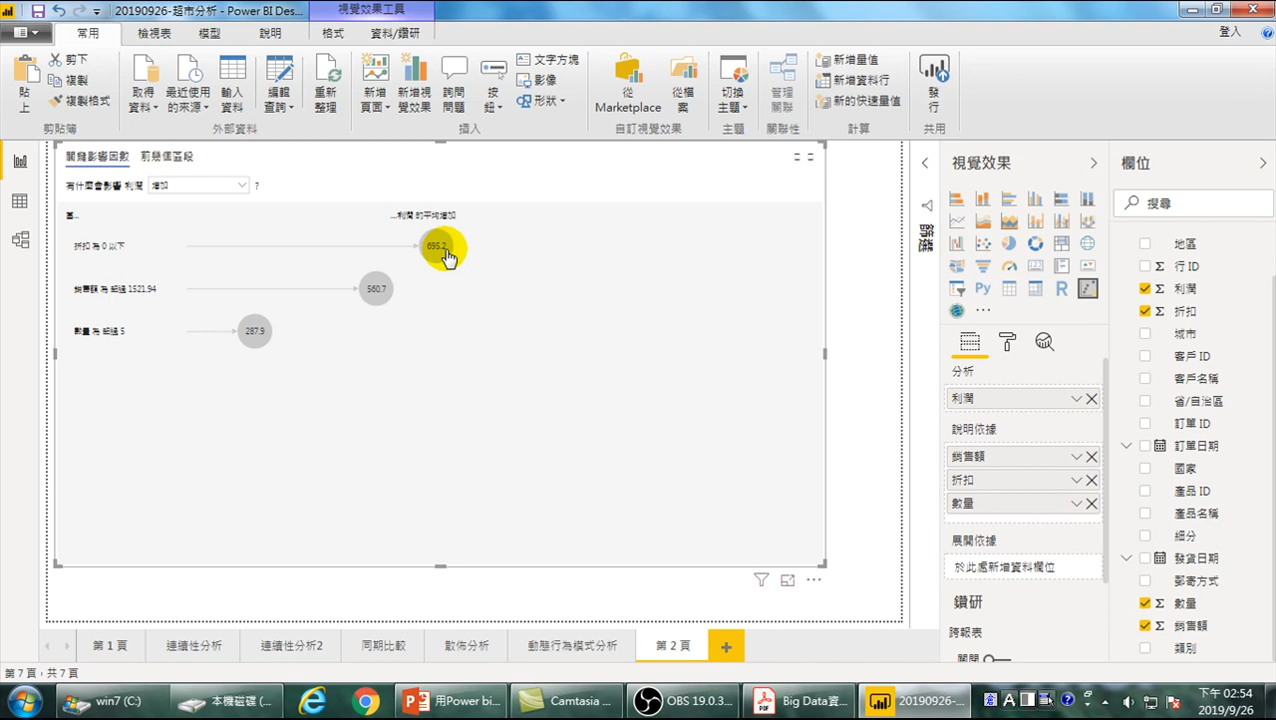 20190926-超市分析 - Power BI Des...
視覺效果工具
常用
檢視表
模型
說明
格式
資料/鑽研
登入
貼上
剪下
複製
複製格式
剪貼簿
取得資料
最近使用的來源
輸入資料
編輯查詢
重新整理
外部資料
新增頁面
新增視覺效果
詢問問題
按鈕
文字方塊
影像
形狀
插入
從 Marketplace
從檔案
自訂視覺效果
切換主題
主題
管理關聯
關聯性
新增量值
新增資料行
新的快速量值
計算
發行
共用
關鍵影響因數
前幾個區段
有什麼會影響 利潤
增加
?
當...
...利潤 的平均增加
折扣 為 0 以下
695.2
銷售額 為 超過 1521.94
560.7
數量 為 超過 5
287.9
篩選
視覺效果
Py
R
分析
利潤
說明依據
銷售額
折扣
數量
展開依據
於此處新增資料欄位
鑽研
跨報表
關閉
欄位
搜尋
地區
行 ID
利潤
折扣
城市
客戶 ID
客戶名稱
省/自治區
訂單 ID
訂單日期
國家
產品 ID
產品名稱
細分
發貨日期
郵寄方式
數量
銷售額
類別
第 1 頁
連續性分析
連續性分析2
同期比較
散佈分析
動態行為模式分析
第 2 頁
第 7 頁，共 7 頁
win7 (C:)
本機磁碟 (...
用Power bi...
Camtasia ...
OBS 19.0.3...
Big Data資...
20190926-...
下午 02:54
2019/9/26